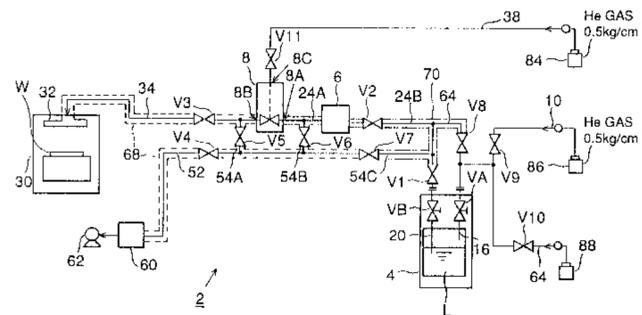 He GAS
0.5kg/cm
38
V11
84
8
8C
8A
70
W
32
34
V3
8B
24A
6
V2
24B
64
V8
10
He GAS
0.5kg/cm
V4
V5
V6
V7
68
52
54A
54B
54C
V1
V9
86
30
VB
VA
V10
20
16
88
62
60
4
64
2
L